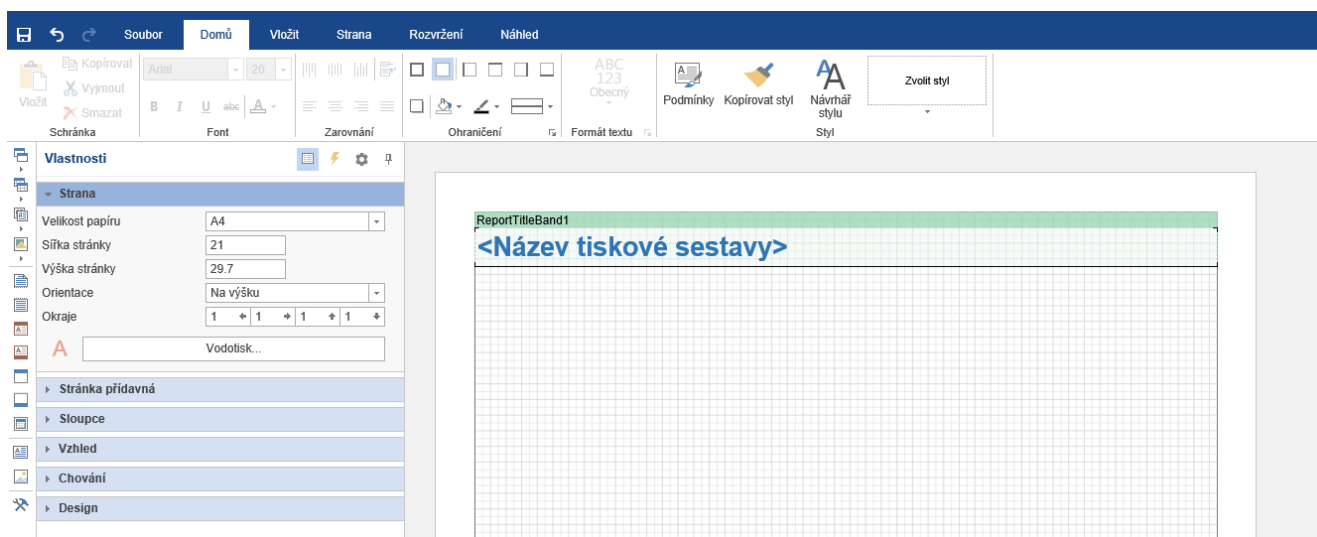 Soubor Domů Vložit Strana Rozvržení Náhled
Vložit
Kopírovat
Vyjmout
Smazat
Schránka
Arial 20
B I U abc A
Font
Zarovnání
Ohraničení
ABC
123
Obecný
Formát textu
Podmínky
Kopírovat styl
Návrhář
stylu
Zvolit styl
Styl
Vlastnosti
Strana
Velikost papíru A4
Sířka stránky 21
Výška stránky 29.7
Orientace Na výšku
Okraje 1 1 1 1
A Vodotisk...
Stránka přídavná
Sloupce
Vzhled
Chování
Design
ReportTitleBand1
<Název tiskové sestavy>